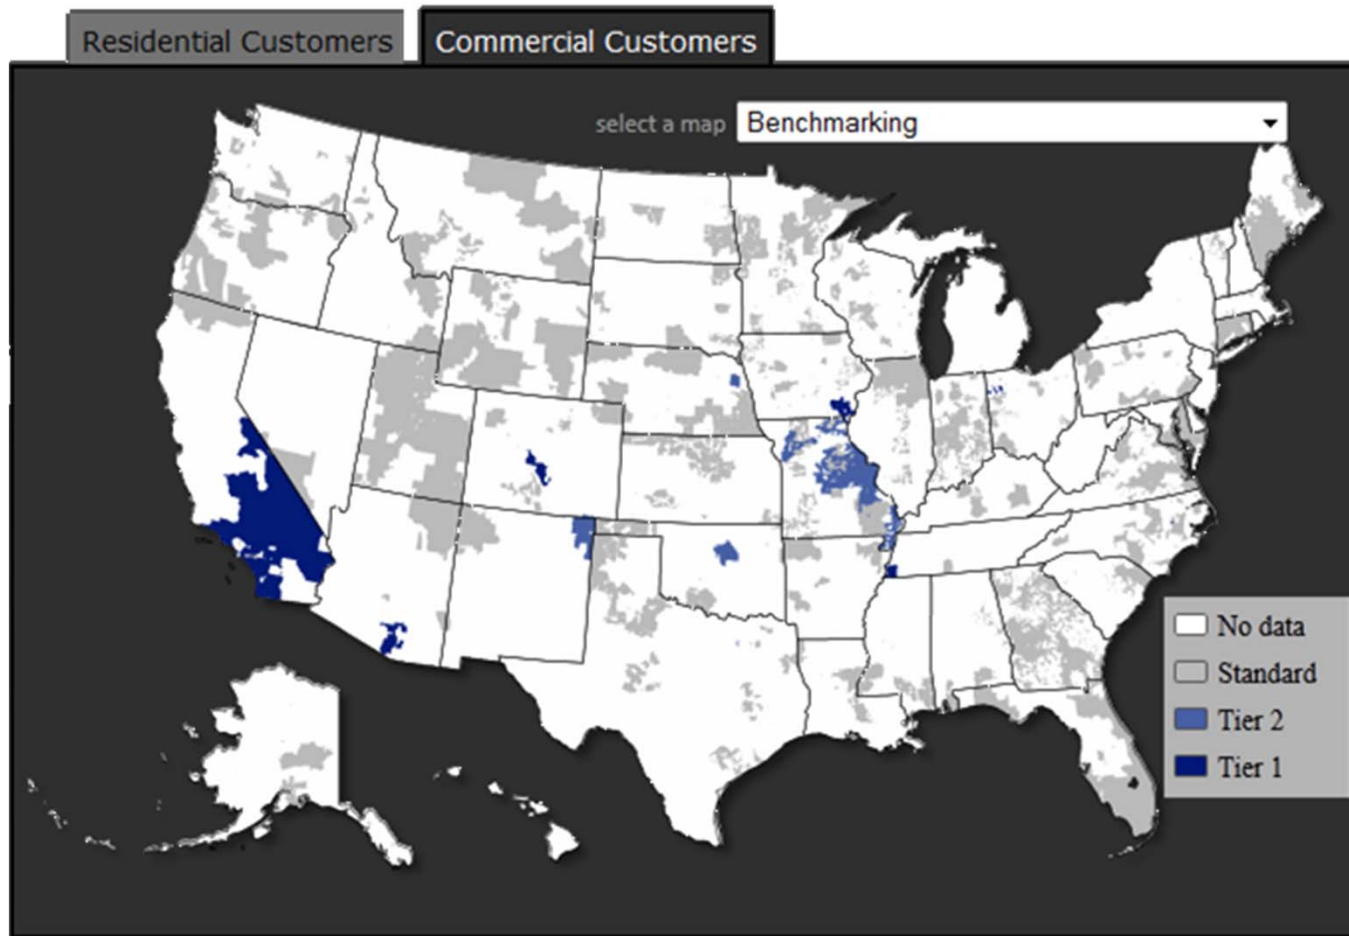 Residential Customers
Commercial Customers
select a map
Benchmarking
No data
Standard
Tier 2
Tier 1